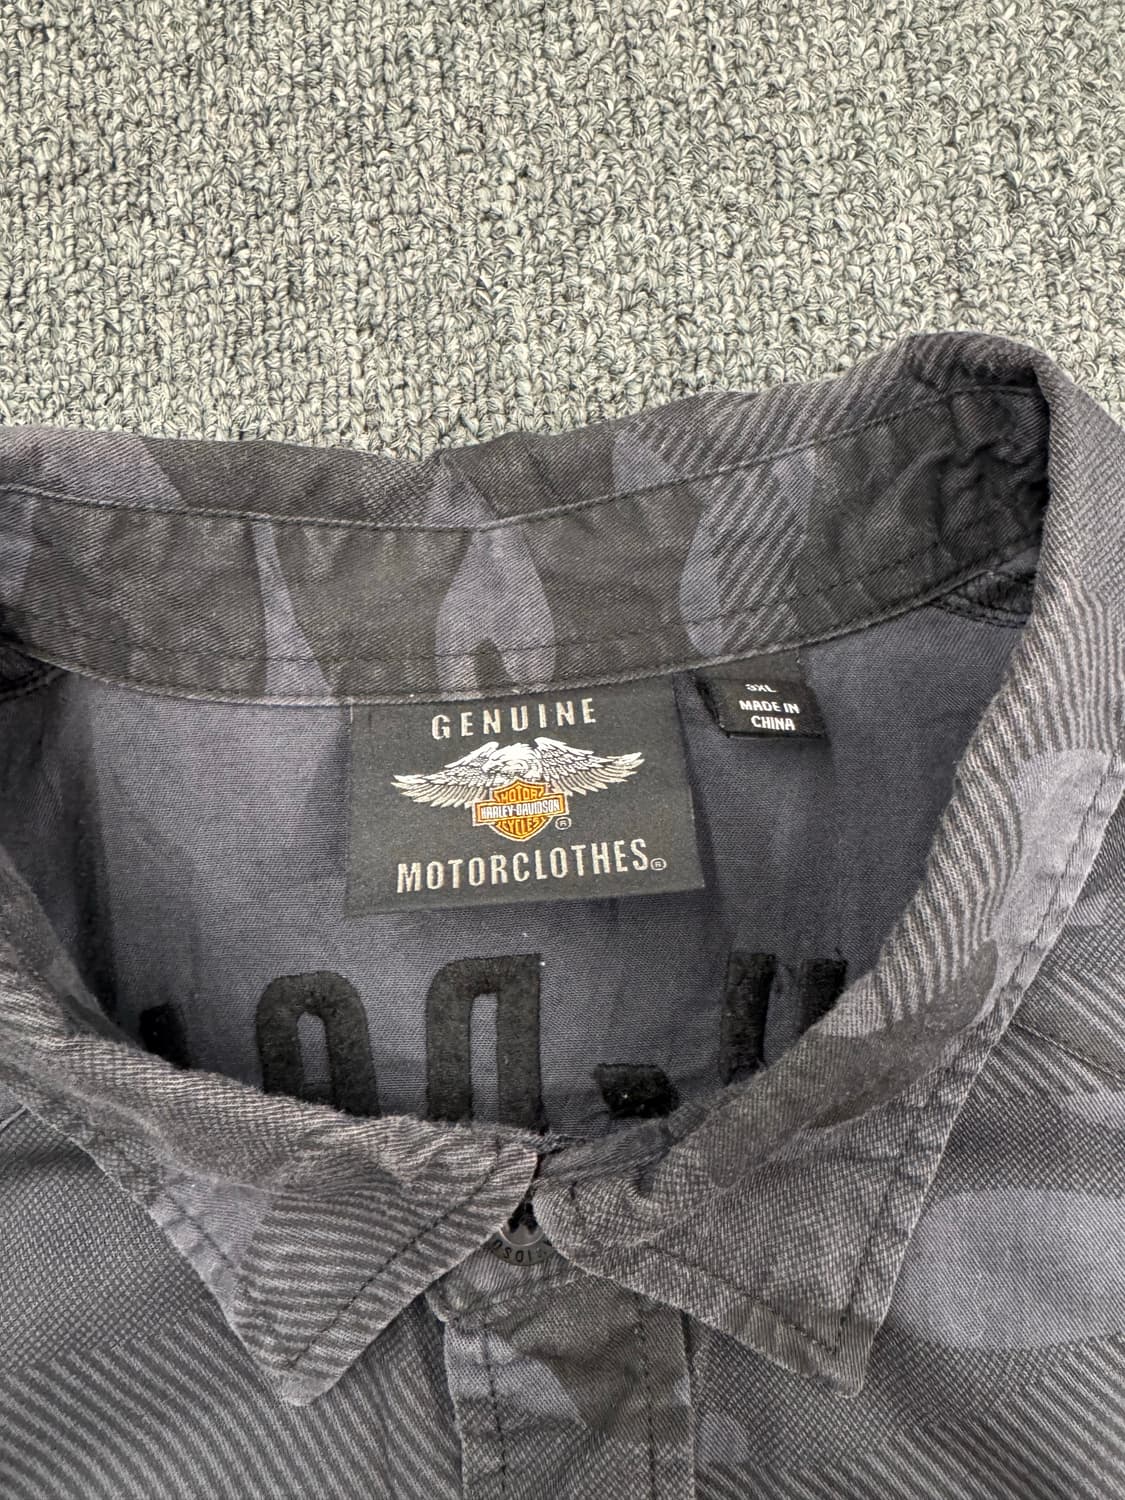 GENUINE
MOTOR
HARLEY-DAVIDSON
CYCLES ®
MOTORCLOTHES®
3XL
MADE IN
CHINA